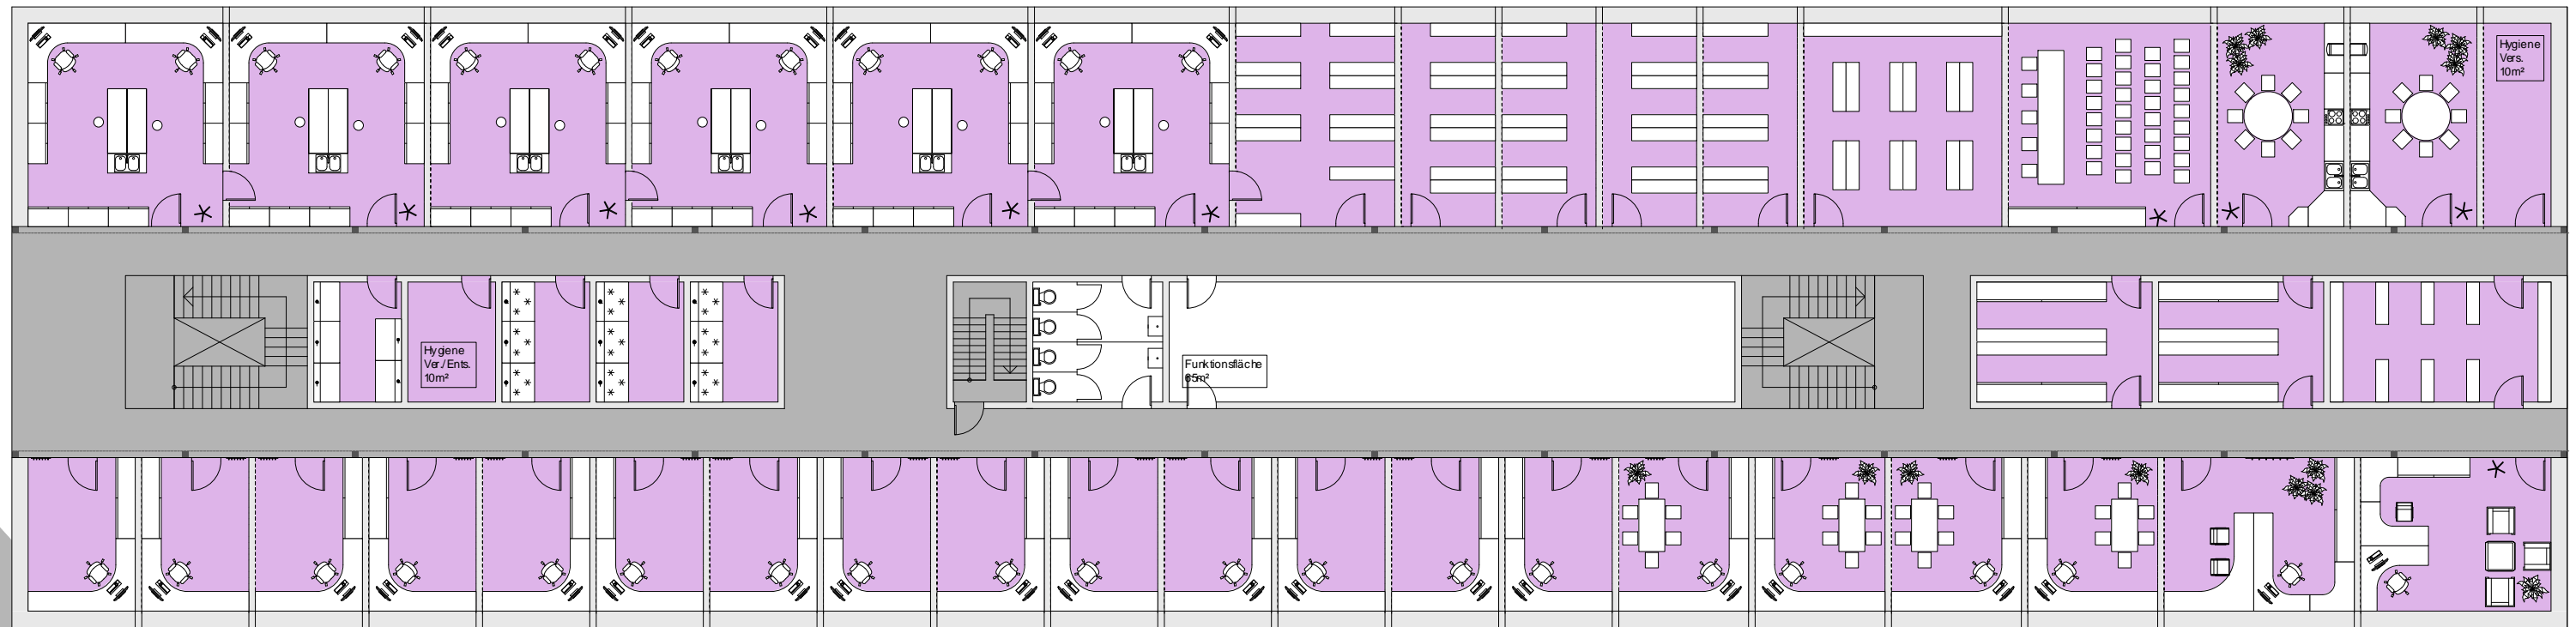 Hygiene
Vers.
10m²
Hygiene
Ver./Ents.
10m²
Funktionsfläche
65m²